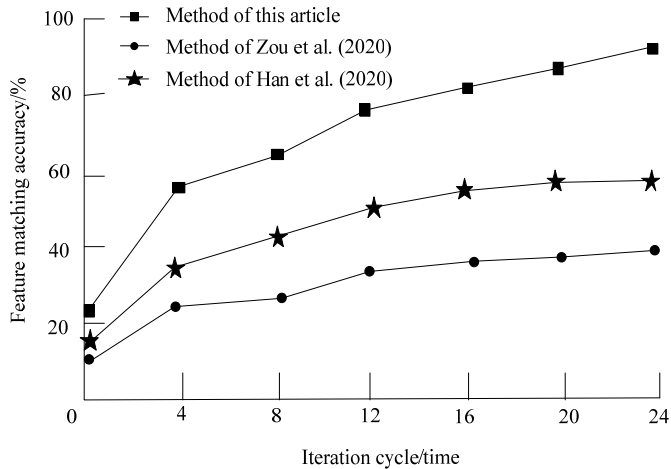 100
80
60
40
20
0
4
8
12
16
20
24
Feature matching accuracy/%
Iteration cycle/time
Method of this article
Method of Zou et al. (2020)
Method of Han et al. (2020)